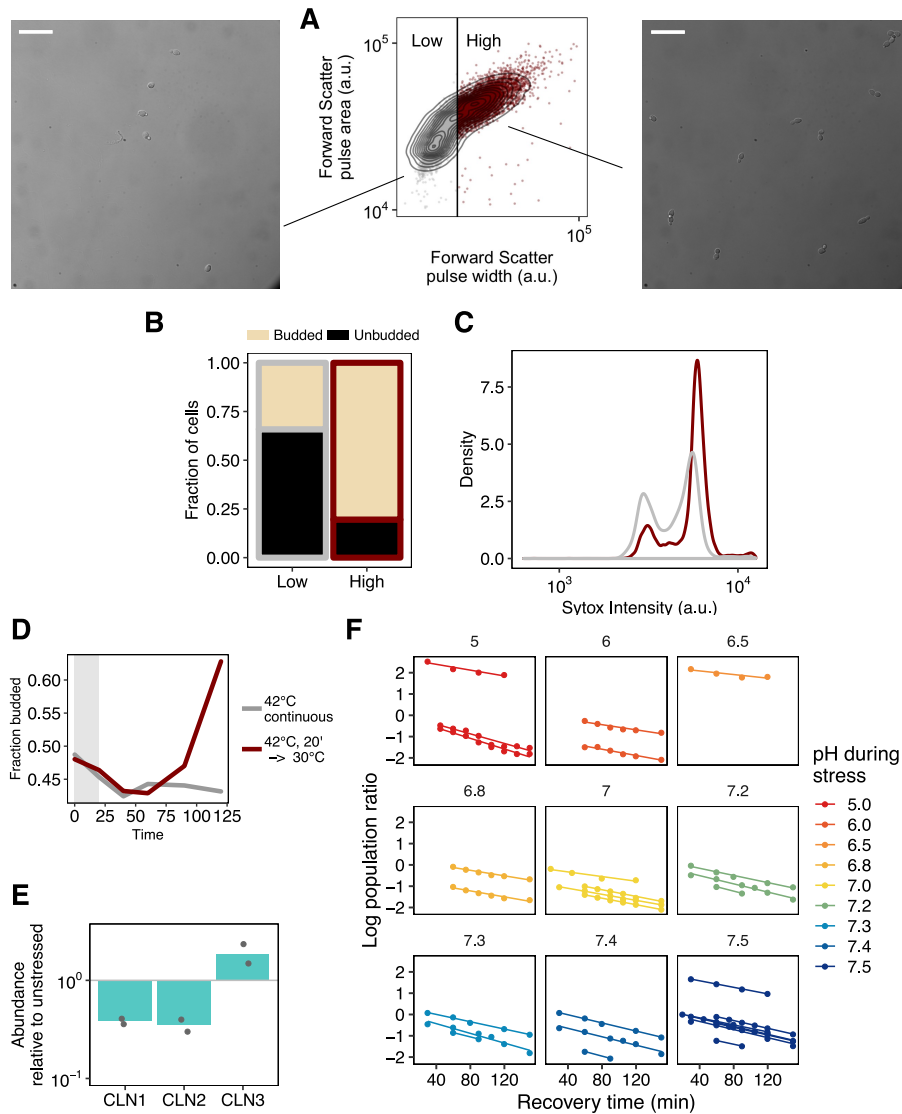 A
Low High
10^5
10^4
Forward Scatter
pulse area (a.u.)
10^5
Forward Scatter
pulse width (a.u.)
B
Budded Unbudded
1.00
0.75
0.50
0.25
0.00
Fraction of cells
Low High
C
7.5
5.0
2.5
0.0
Density
10^3 10^4
Sytox Intensity (a.u.)
D
0.60
0.55
0.50
0.45
Fraction budded
0 25 50 75 100 125
Time
42°C
continuous
42°C, 20'
–> 30°C
E
10^0
10^−1
Abundance
relative to unstressed
CLN1 CLN2 CLN3
F
5 6 6.5
2
1
0
−1
−2
6.8 7 7.2
2
1
0
−1
−2
7.3 7.4 7.5
2
1
0
−1
−2
Log population ratio
40 80 120 40 80 120 40 80 120
Recovery time (min)
pH during
stress
5.0
6.0
6.5
6.8
7.0
7.2
7.3
7.4
7.5